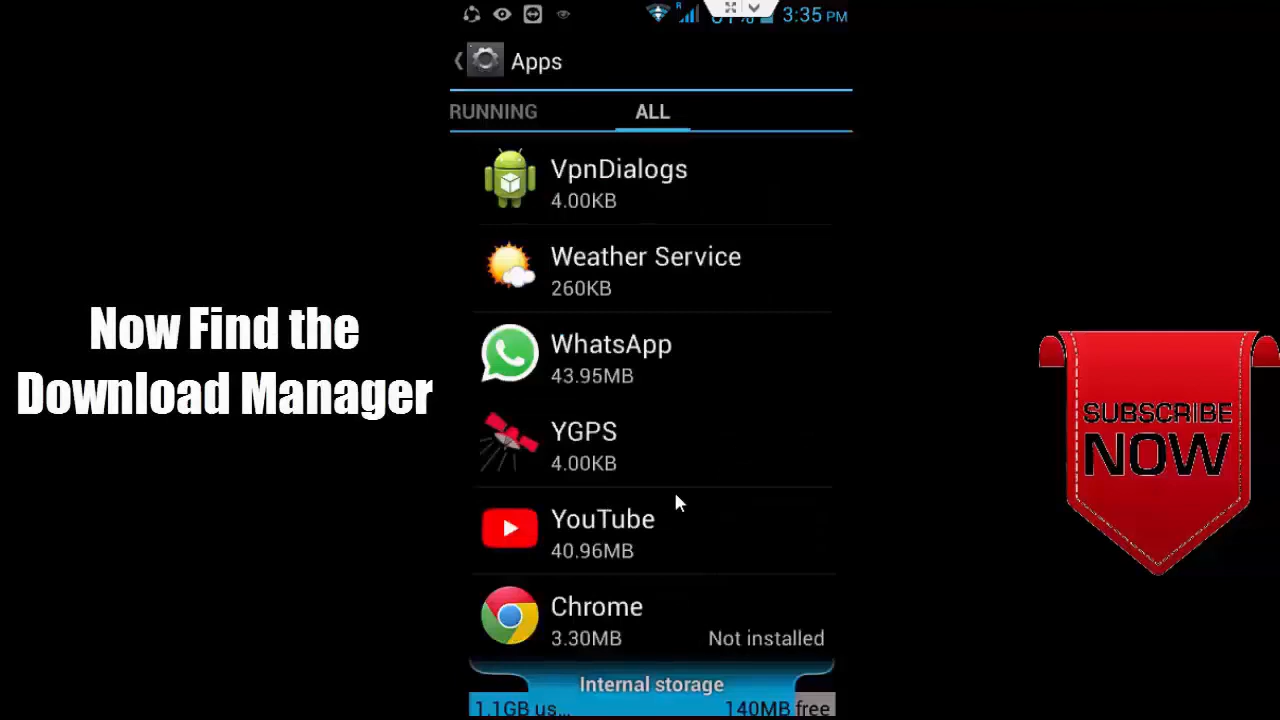 3:35 PM
Apps
RUNNING
ALL
VpnDialogs
4.00KB
Weather Service
260KB
WhatsApp
43.95MB
YGPS
4.00KB
YouTube
40.96MB
Chrome
3.30MB
Not installed
Internal storage
1.1GB us...
140MB free
Now Find the
Download Manager
SUBSCRIBE
NOW